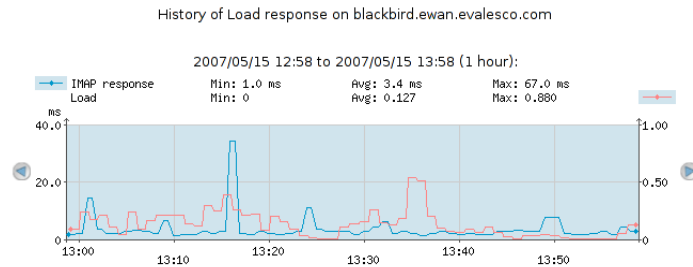 History of Load response on blackbird.ewan.evalesco.com
2007/05/15 12:58 to 2007/05/15 13:58 (1 hour):
IMAP response Min: 1.0 ms Avg: 3.4 ms Max: 67.0 ms
Load Min: 0 Avg: 0.127 Max: 0.880
ms
40.0 1.00
20.0 0.50
0 0
13:00 13:10 13:20 13:30 13:40 13:50